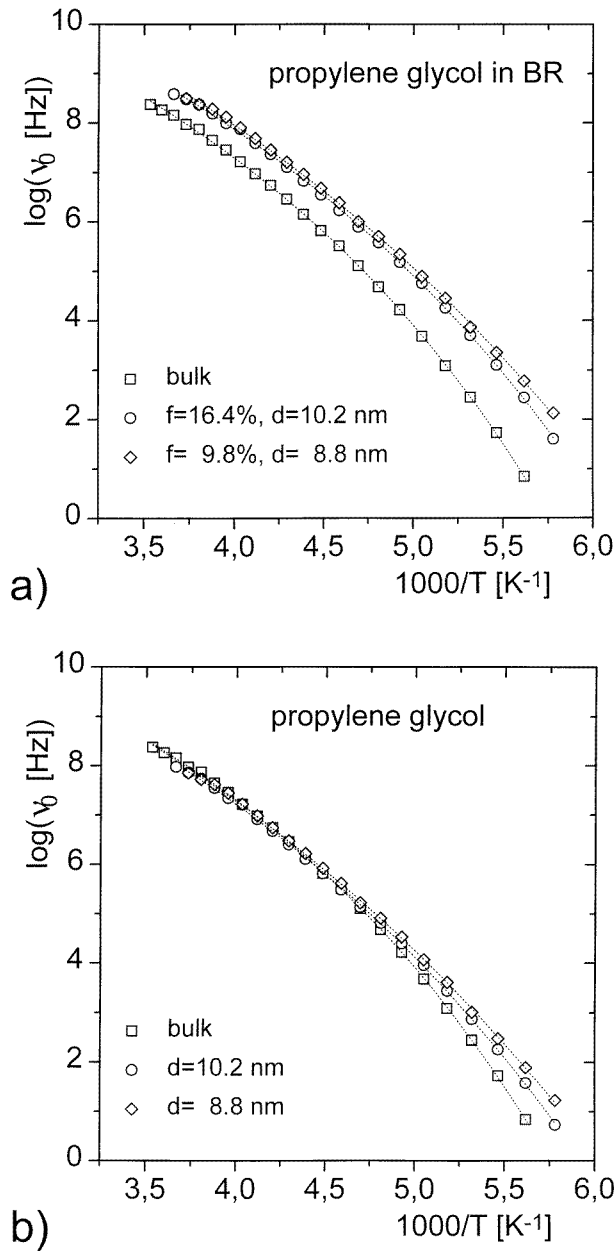 propylene glycol in BR
log(ν₀ [Hz])
10
8
6
4
2
0
bulk
f=16.4%, d=10.2 nm
f= 9.8%, d= 8.8 nm
3,5 4,0 4,5 5,0 5,5 6,0
1000/T [K⁻¹]
a)
propylene glycol
log(ν₀ [Hz])
10
8
6
4
2
0
bulk
d=10.2 nm
d= 8.8 nm
3,5 4,0 4,5 5,0 5,5 6,0
1000/T [K⁻¹]
b)